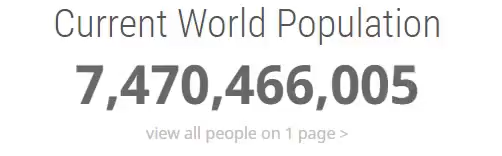 Current World Population
7,470,466,005
view all people on 1 page >